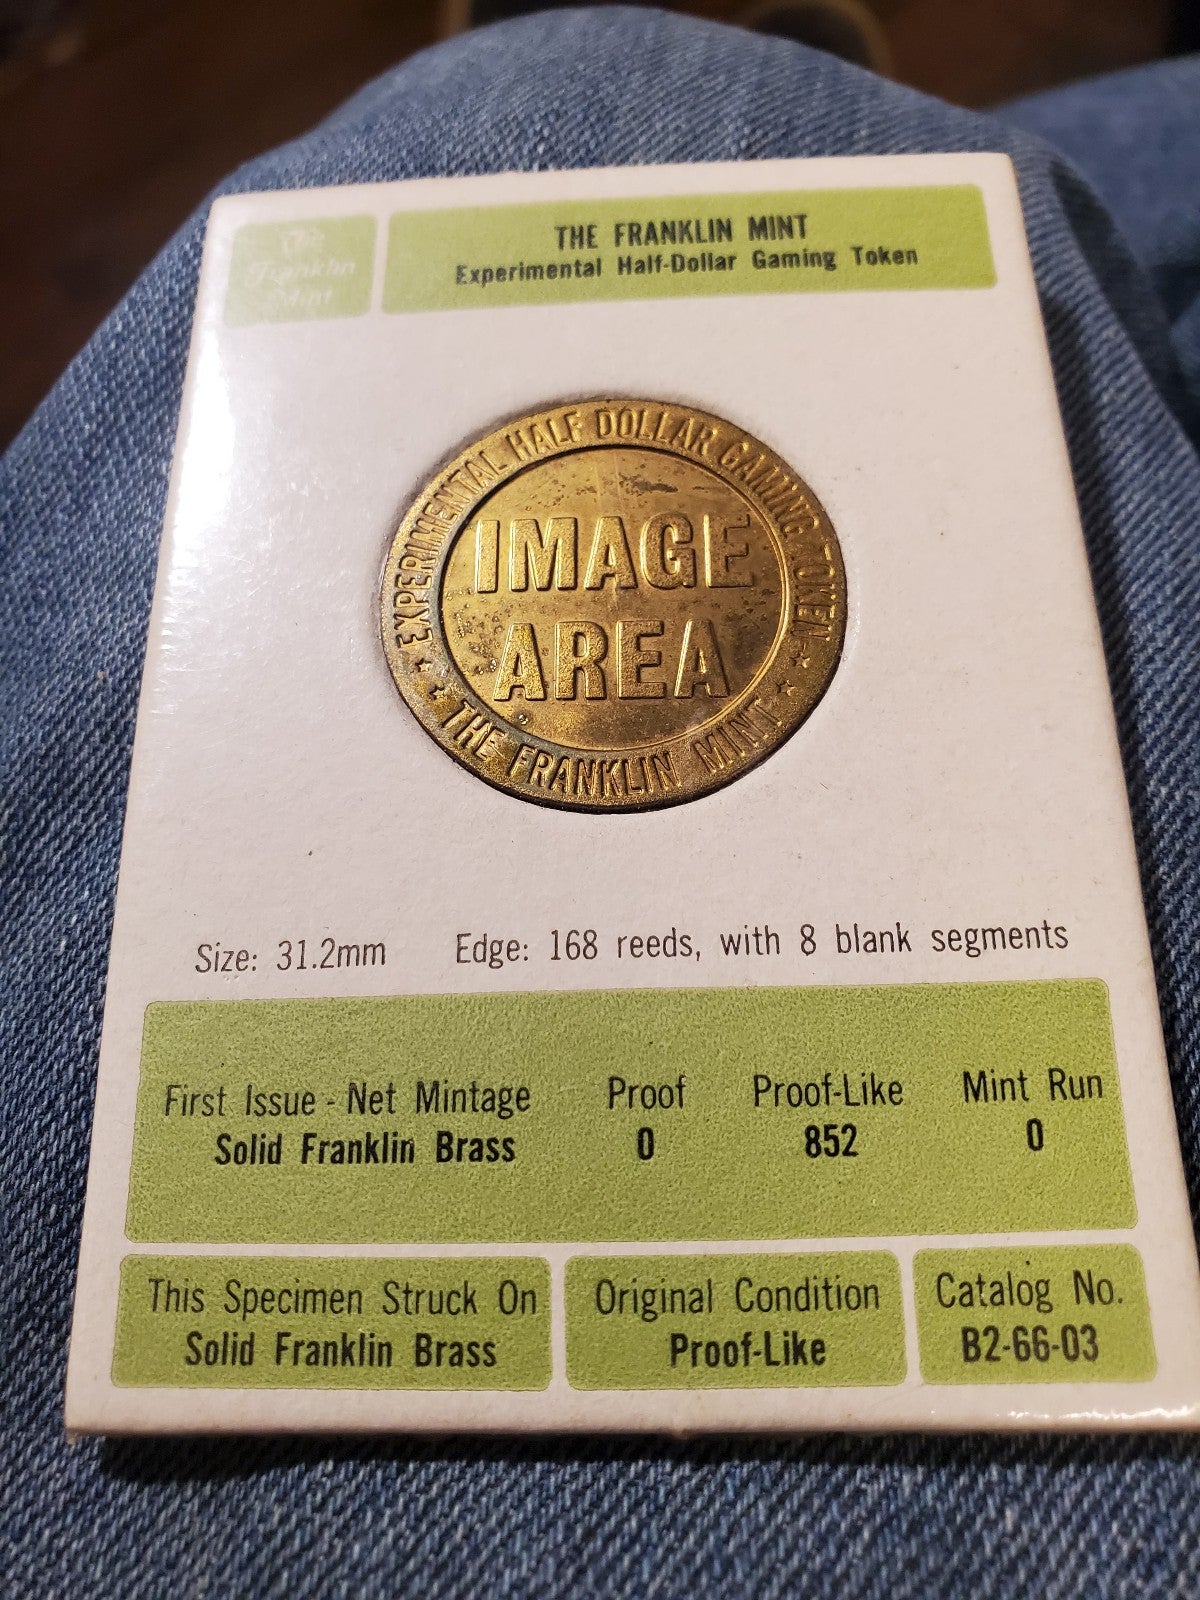 The
Franklin
Mint
THE FRANKLIN MINT
Experimental Half-Dollar Gaming Token
EXPERIMENTAL HALF DOLLAR GAMING TOKEN
IMAGE
AREA
THE FRANKLIN MINT
Size: 31.2mm Edge: 168 reeds, with 8 blank segments
First Issue - Net Mintage Proof Proof-Like Mint Run
Solid Franklin Brass 0 852 0
This Specimen Struck On Original Condition Catalog No.
Solid Franklin Brass Proof-Like B2-66-03